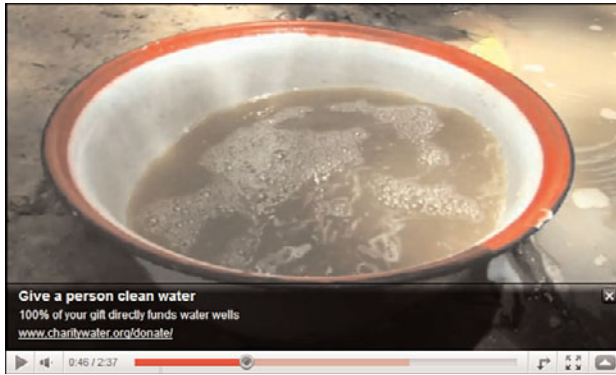 Give a person clean water
100% of your gift directly funds water wells
www.charitywater.org/donate/
0:46 / 2:37